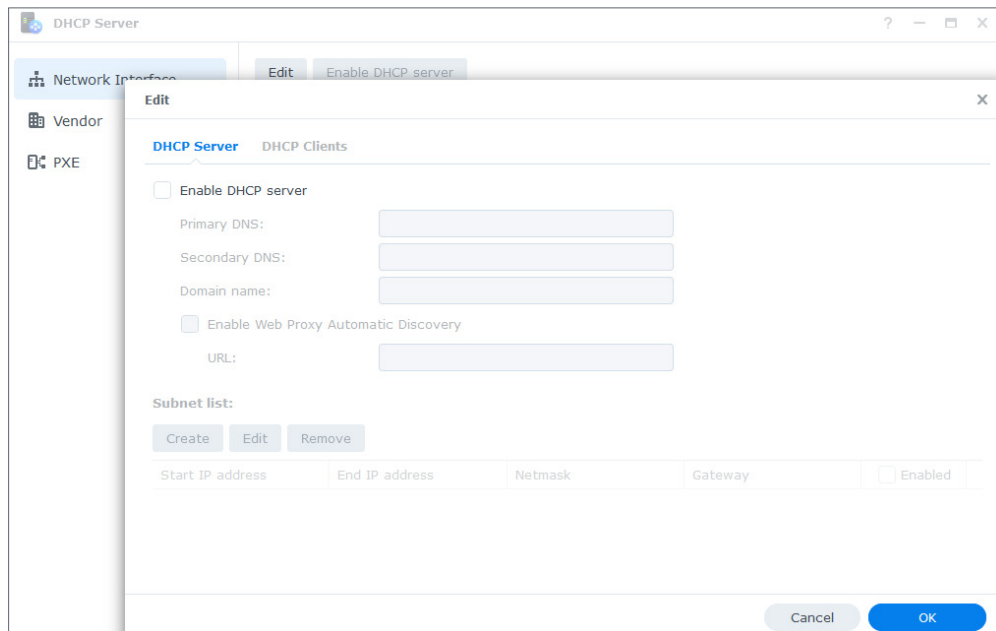 DHCP Server
Network Interface
Edit Enable DHCP server
Vendor
PXE
Edit
DHCP Server DHCP Clients
Enable DHCP server
Primary DNS:
Secondary DNS:
Domain name:
Enable Web Proxy Automatic Discovery
URL:
Subnet list:
Create Edit Remove
Start IP address End IP address Netmask Gateway Enabled
Cancel OK